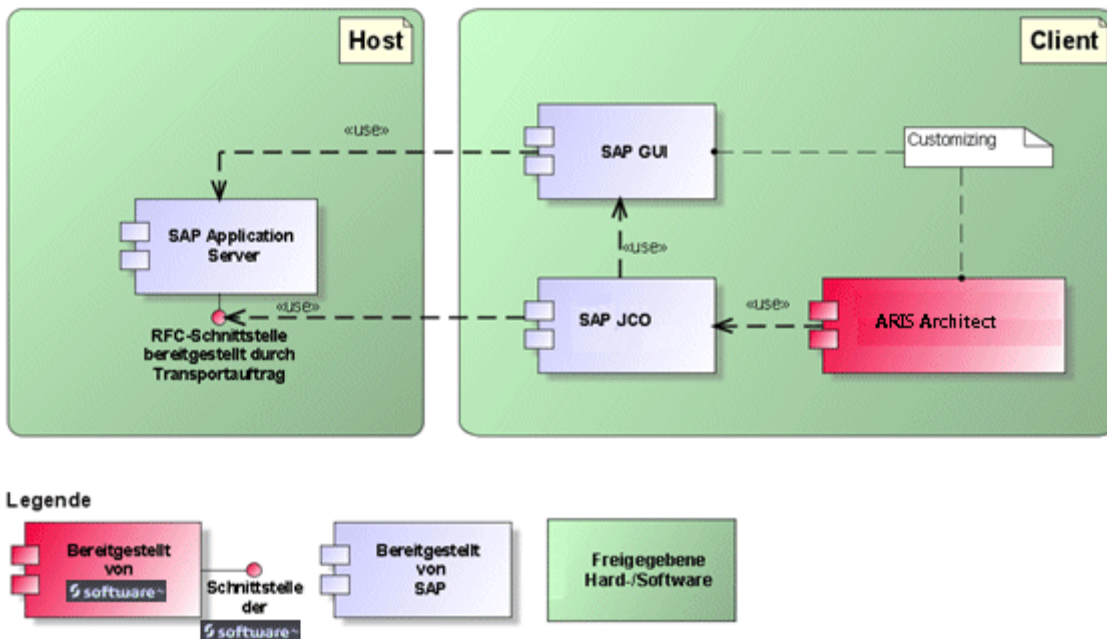 Host
Client
«use»
SAP GUI
Customizing
SAP Application
Server
«use»
«use»
SAP JCO
«use»
ARIS Architect
RFC-Schnittstelle
bereitgestellt durch
Transportauftrag
Legende
Bereitgestellt
von
software
Schnittstelle
der
software
Bereitgestellt
von
SAP
Freigegebene
Hard-/Software